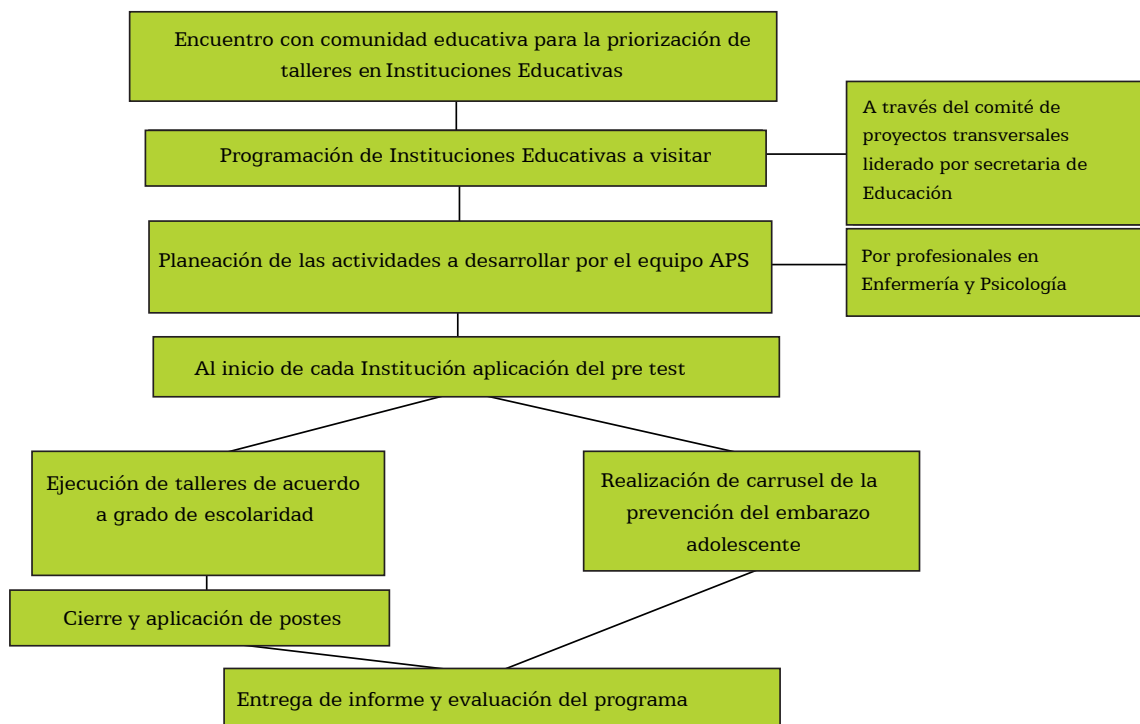 Encuentro con comunidad educativa para la priorización de
talleres en Instituciones Educativas
A través del comité de
proyectos transversales
liderado por secretaria de
Educación
Programación de Instituciones Educativas a visitar
Planeación de las actividades a desarrollar por el equipo APS
Por profesionales en
Enfermería y Psicología
Al inicio de cada Institución aplicación del pre test
Ejecución de talleres de acuerdo
a grado de escolaridad
Realización de carrusel de la
prevención del embarazo
adolescente
Cierre y aplicación de postes
Entrega de informe y evaluación del programa